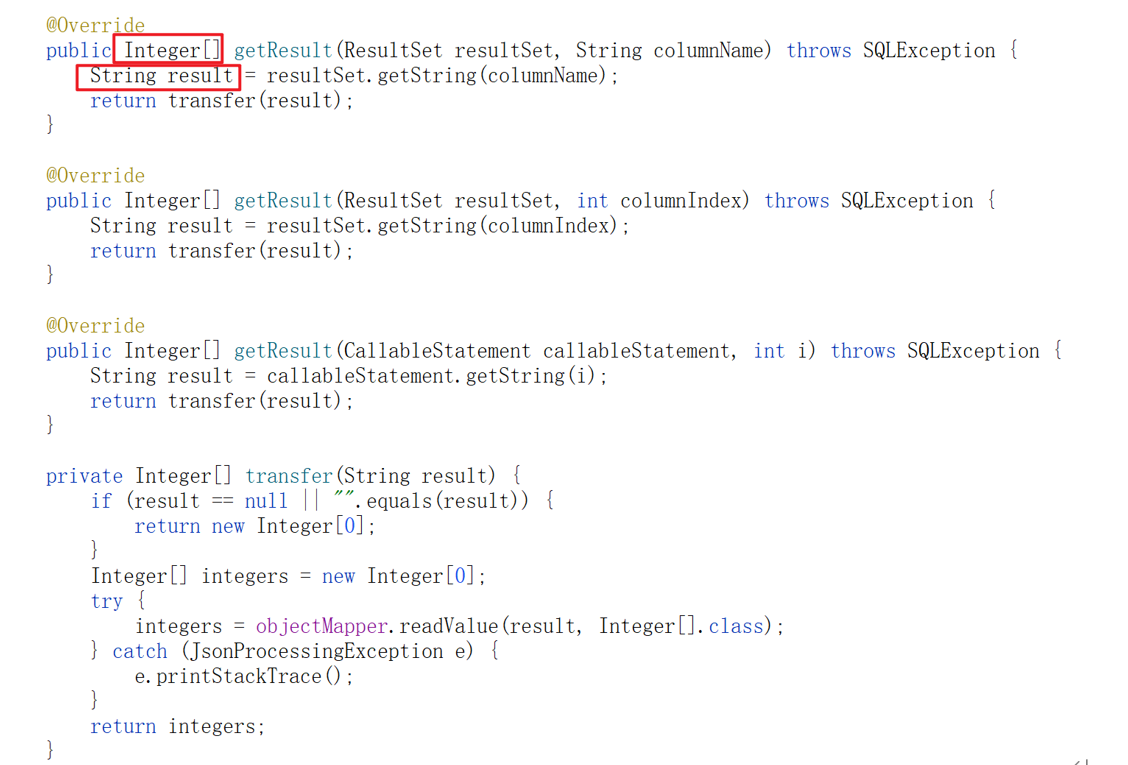 @Override
public Integer[] getResult(ResultSet resultSet, String columnName) throws SQLException {
    String result = resultSet.getString(columnName);
    return transfer(result);
}

@Override
public Integer[] getResult(ResultSet resultSet, int columnIndex) throws SQLException {
    String result = resultSet.getString(columnIndex);
    return transfer(result);
}

@Override
public Integer[] getResult(CallableStatement callableStatement, int i) throws SQLException {
    String result = callableStatement.getString(i);
    return transfer(result);
}

private Integer[] transfer(String result) {
    if (result == null || "".equals(result)) {
        return new Integer[0];
    }
    Integer[] integers = new Integer[0];
    try {
        integers = objectMapper.readValue(result, Integer[].class);
    } catch (JsonProcessingException e) {
        e.printStackTrace();
    }
    return integers;
}